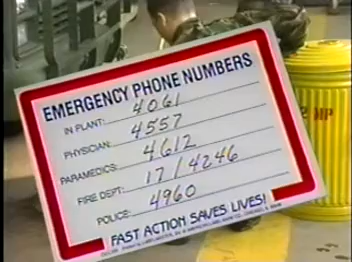 EMERGENCY PHONE NUMBERS
IN PLANT: 4061
PHYSICIAN: 4557
PARAMEDICS: 4612
FIRE DEPT: 17/4246
POLICE: 4960
FAST ACTION SAVES LIVES!
HP